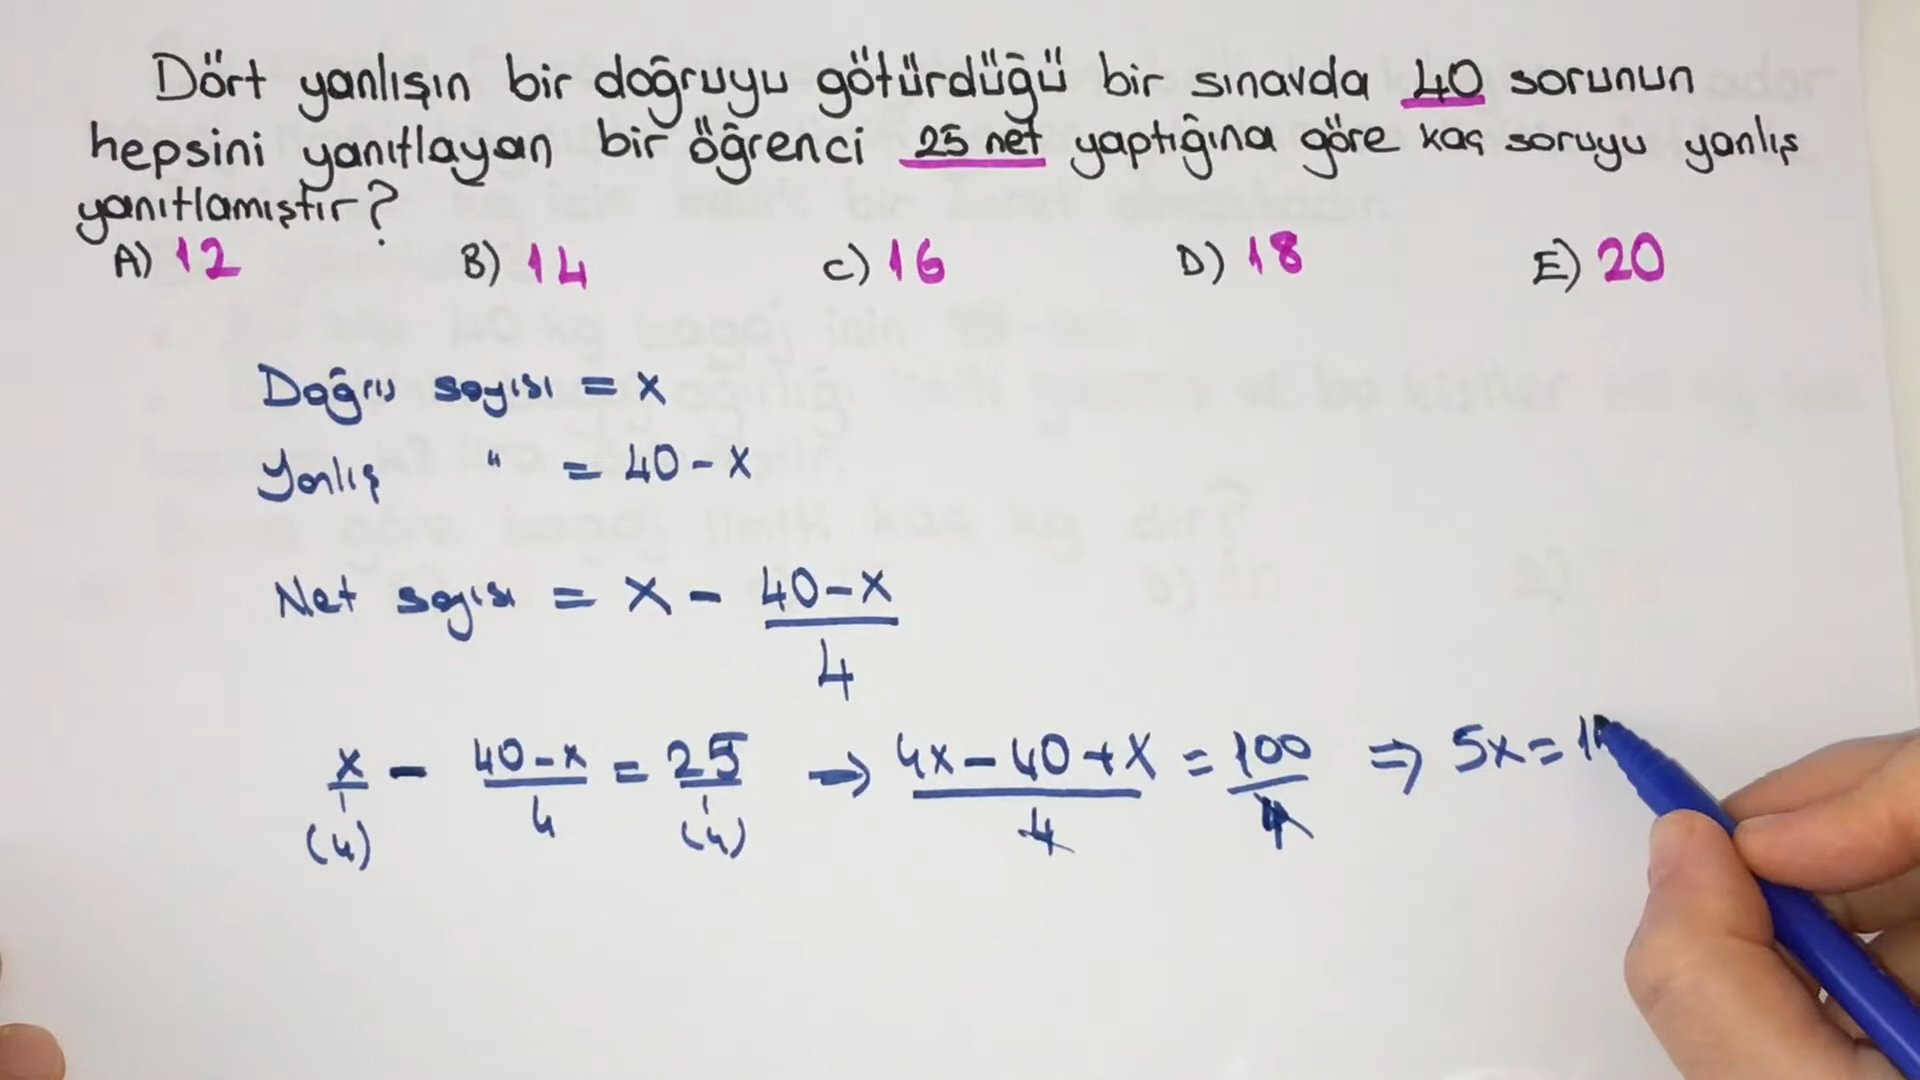 Dört yanlışın bir doğruyu götürdüğü bir sınavda 40 sorunun
hepsini yanıtlayan bir öğrenci 25 net yaptığına göre kaç soruyu yanlış
yanıtlamıştır?
A) 12 B) 14 C) 16 D) 18 E) 20
Doğru sayısı = x
Yanlış " = 40 - x
Net sayısı = x - (40 - x)/4
x/1 - (40 - x)/4 = 25/1 → (4x - 40 + x)/4 = 100/4 ⇒ 5x = 1
(4) (4)